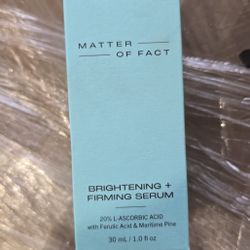 MATTER
OF FACT
BRIGHTENING +
FIRMING SERUM
20% L-ASCORBIC ACID
with Ferulic Acid & Maritime Pine
30 mL / 1.0 fl oz